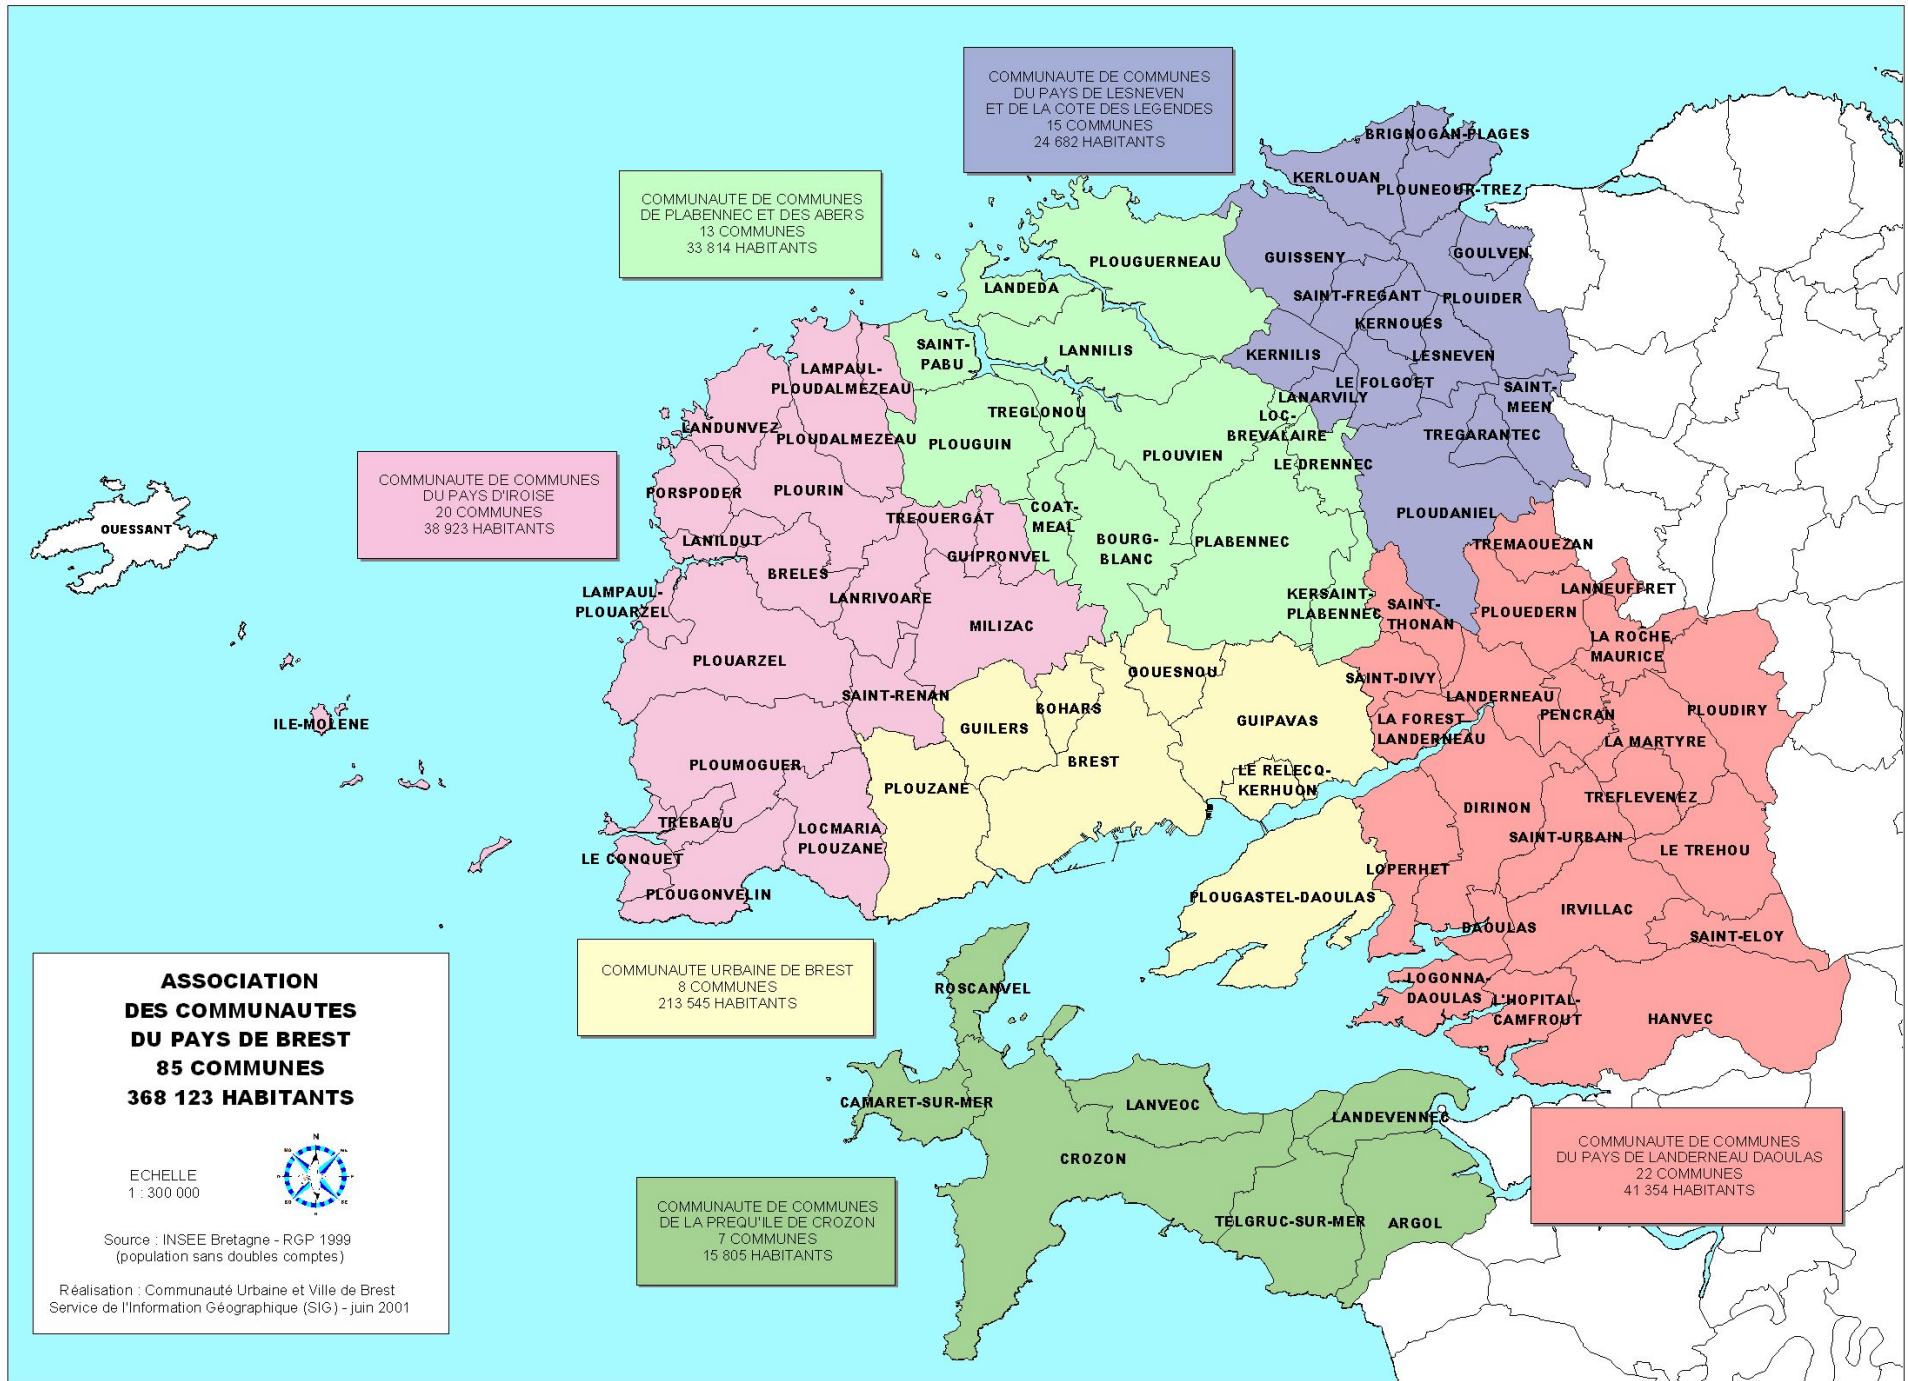 COMMUNAUTE DE COMMUNES
DU PAYS DE LESNEVEN
ET DE LA COTE DES LEGENDES
15 COMMUNES
24 682 HABITANTS
COMMUNAUTE DE COMMUNES
DE PLABENNEC ET DES ABERS
13 COMMUNES
33 814 HABITANTS
COMMUNAUTE DE COMMUNES
DU PAYS D'IROISE
20 COMMUNES
38 923 HABITANTS
COMMUNAUTE URBAINE DE BREST
8 COMMUNES
213 545 HABITANTS
COMMUNAUTE DE COMMUNES
DE LA PREQU'ILE DE CROZON
7 COMMUNES
15 805 HABITANTS
COMMUNAUTE DE COMMUNES
DU PAYS DE LANDERNEAU DAOULAS
22 COMMUNES
41 354 HABITANTS
BRIGNOGAN-PLAGES
KERLOUAN
PLOUNEOUR-TREZ
GUISSENY
GOULVEN
SAINT-FREGANT
PLOUIDER
KERNOUES
KERNILIS
LESNEVEN
LE FOLGOET
LANARVILY
SAINT-
MEEN
TREGARANTEC
PLOUDANIEL
PLOUGUERNEAU
LANDEDA
LANNILIS
SAINT-
PABU
TREGLONOU
PLOUGUIN
LOC-
BREVALAIRE
PLOUVIEN
LE DRENNEC
COAT-
MEAL
BOURG-
BLANC
PLABENNEC
KERSAINT-
PLABENNEC
LAMPAUL-
PLOUDALMEZEAU
LANDUNVEZ
PLOUDALMEZEAU
PORSPODER
PLOURIN
TREOUERGAT
LANILDUT
GUIPRONVEL
BRELES
LAMPAUL-
PLOUARZEL
LANRIVOARE
MILIZAC
PLOUARZEL
SAINT-RENAN
PLOUMOGUER
TREBABU
LOCMARIA
PLOUZANE
LE CONQUET
PLOUGONVELIN
OUESSANT
ILE-MOLENE
GOUESNOU
BOHARS
GUILERS
GUIPAVAS
BREST
PLOUZANE
LE RELECQ-
KERHUON
PLOUGASTEL-DAOULAS
TREMAOUEZAN
LANNEUFFRET
SAINT-
THONAN
PLOUEDERN
LA ROCHE
MAURICE
SAINT-DIVY
LANDERNEAU
LA FOREST
LANDERNEAU
PENCRAN
PLOUDIRY
LA MARTYRE
DIRINON
TREFLEVENEZ
SAINT-URBAIN
LE TREHOU
LOPERHET
IRVILLAC
DAOULAS
SAINT-ELOY
LOGONNA-
DAOULAS
L'HOPITAL-
CAMFROUT
HANVEC
ROSCANVEL
CAMARET-SUR-MER
LANVEOC
LANDEVENNEC
CROZON
TELGRUC-SUR-MER
ARGOL
ASSOCIATION
DES COMMUNAUTES
DU PAYS DE BREST
85 COMMUNES
368 123 HABITANTS
ECHELLE
1 : 300 000
N
Source : INSEE Bretagne - RGP 1999
(population sans doubles comptes)
Réalisation : Communauté Urbaine et Ville de Brest
Service de l'Information Géographique (SIG) - juin 2001